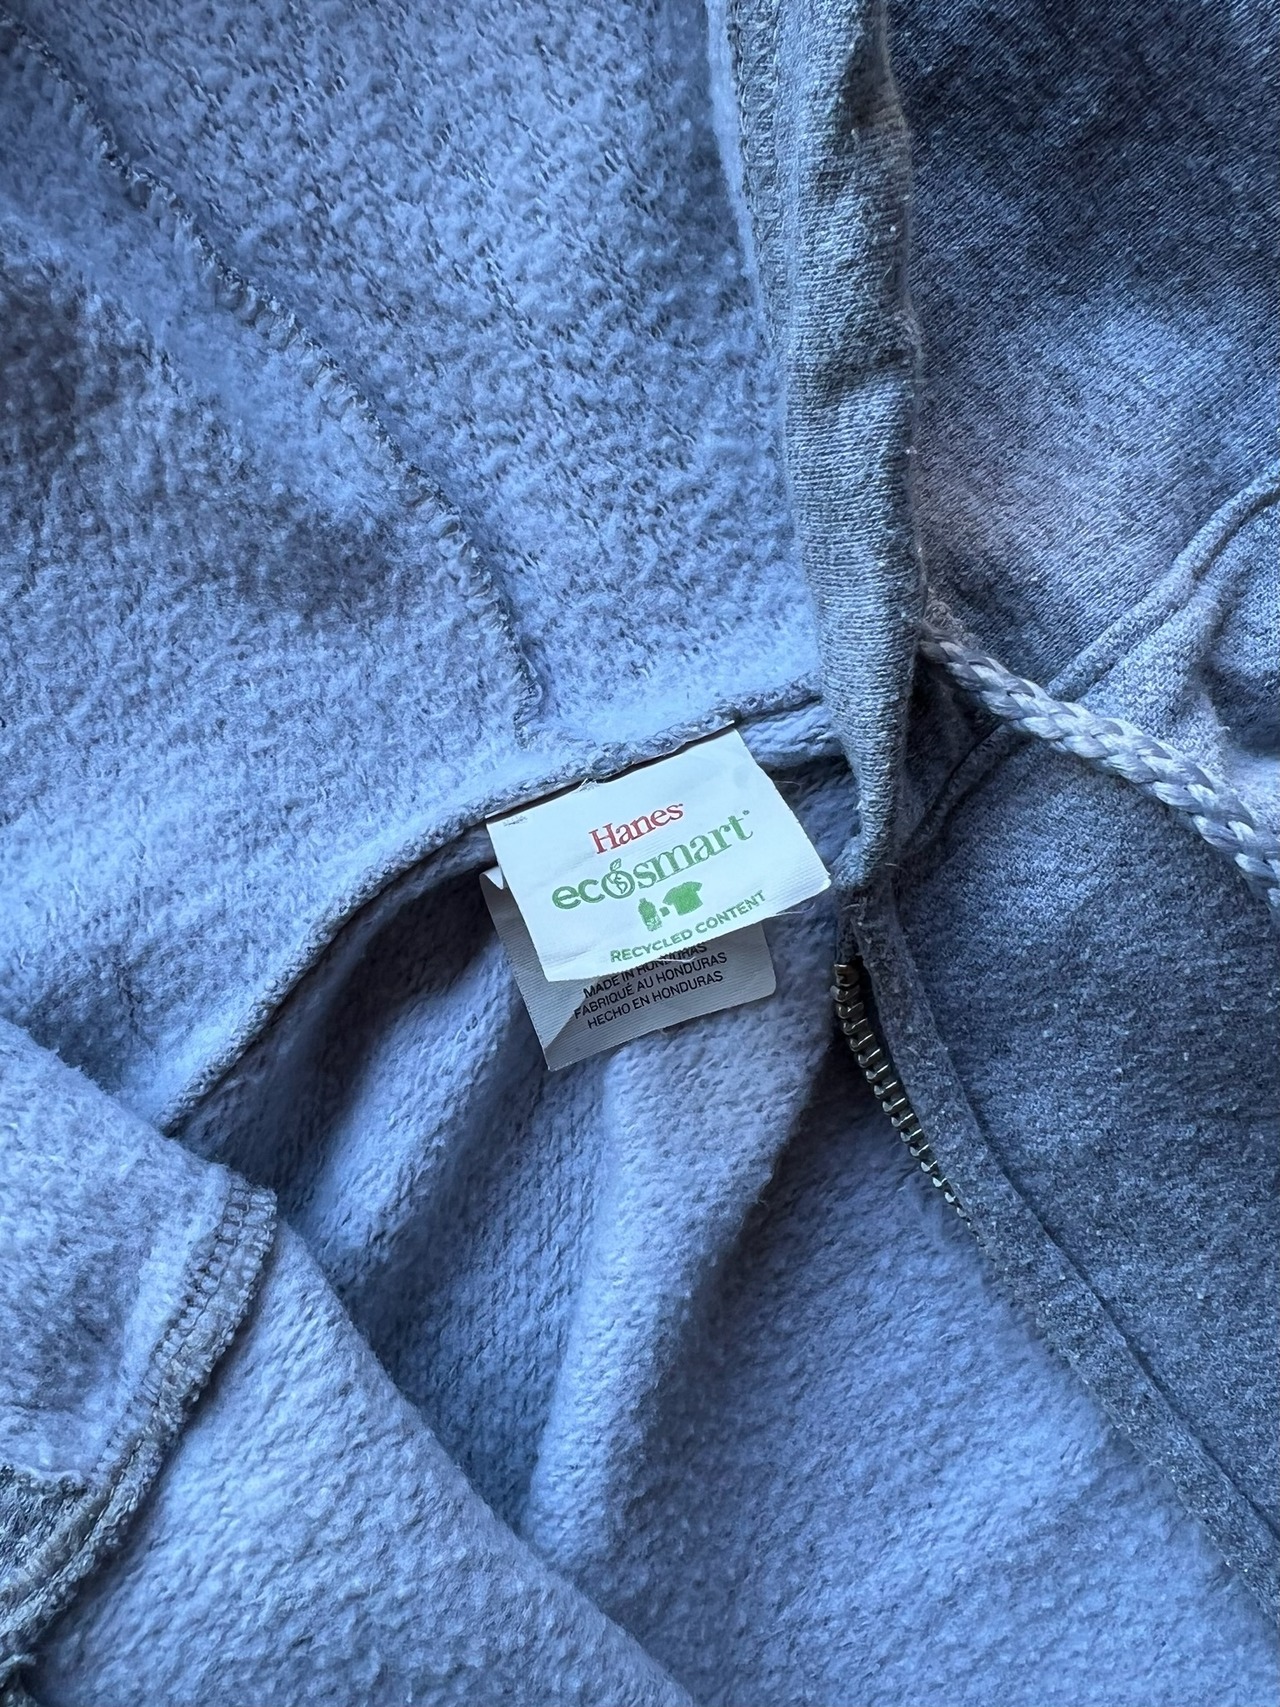 Hanes
ecosmart
RECYCLED CONTENT
MADE IN HONDURAS
FABRIQUÉ AU HONDURAS
HECHO EN HONDURAS